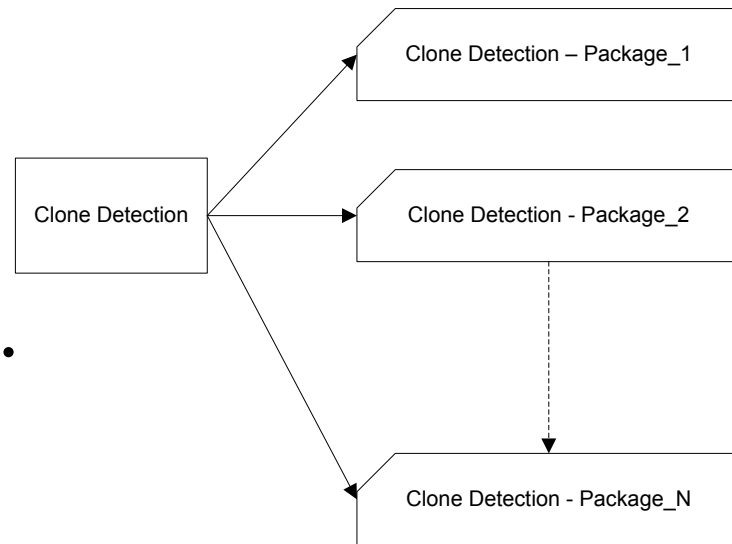 Clone Detection – Package_1
Clone Detection
Clone Detection - Package_2
Clone Detection - Package_N